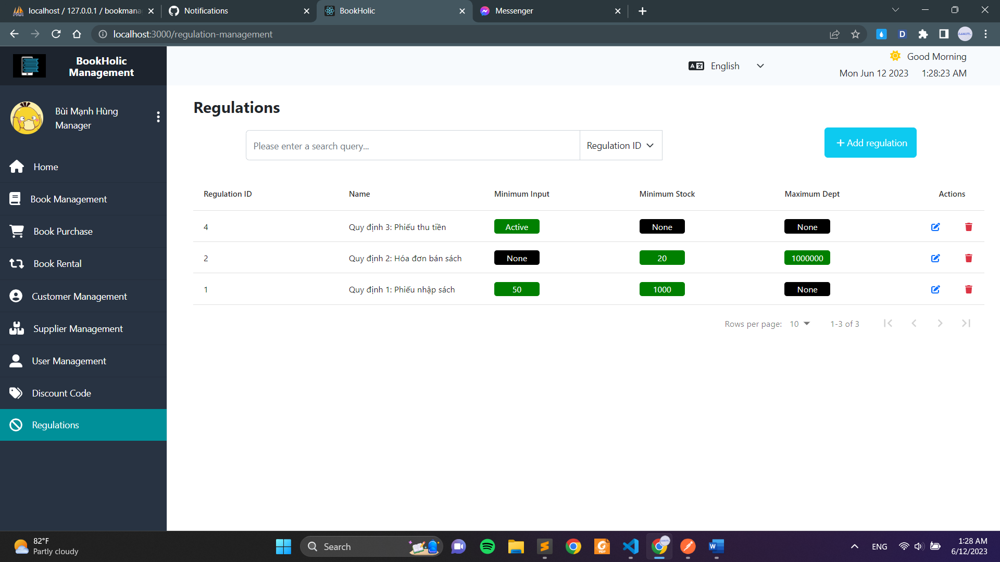 localhost / 127.0.0.1 / bookmana
Notifications
BookHolic
Messenger
localhost:3000/regulation-management
D
BookHolic
Management
English
Good Morning
Mon Jun 12 2023 1:28:23 AM
Bùi Mạnh Hùng
Manager
Home
Book Management
Book Purchase
Book Rental
Customer Management
Supplier Management
User Management
Discount Code
Regulations
Regulations
Please enter a search query...
Regulation ID
Add regulation
Regulation ID Name Minimum Input Minimum Stock Maximum Dept Actions
4 Quy định 3: Phiếu thu tiền Active None None
2 Quy định 2: Hóa đơn bán sách None 20 1000000
1 Quy định 1: Phiếu nhập sách 50 1000 None
Rows per page: 10 1-3 of 3
82°F
Partly cloudy
Search
ENG
1:28 AM
6/12/2023